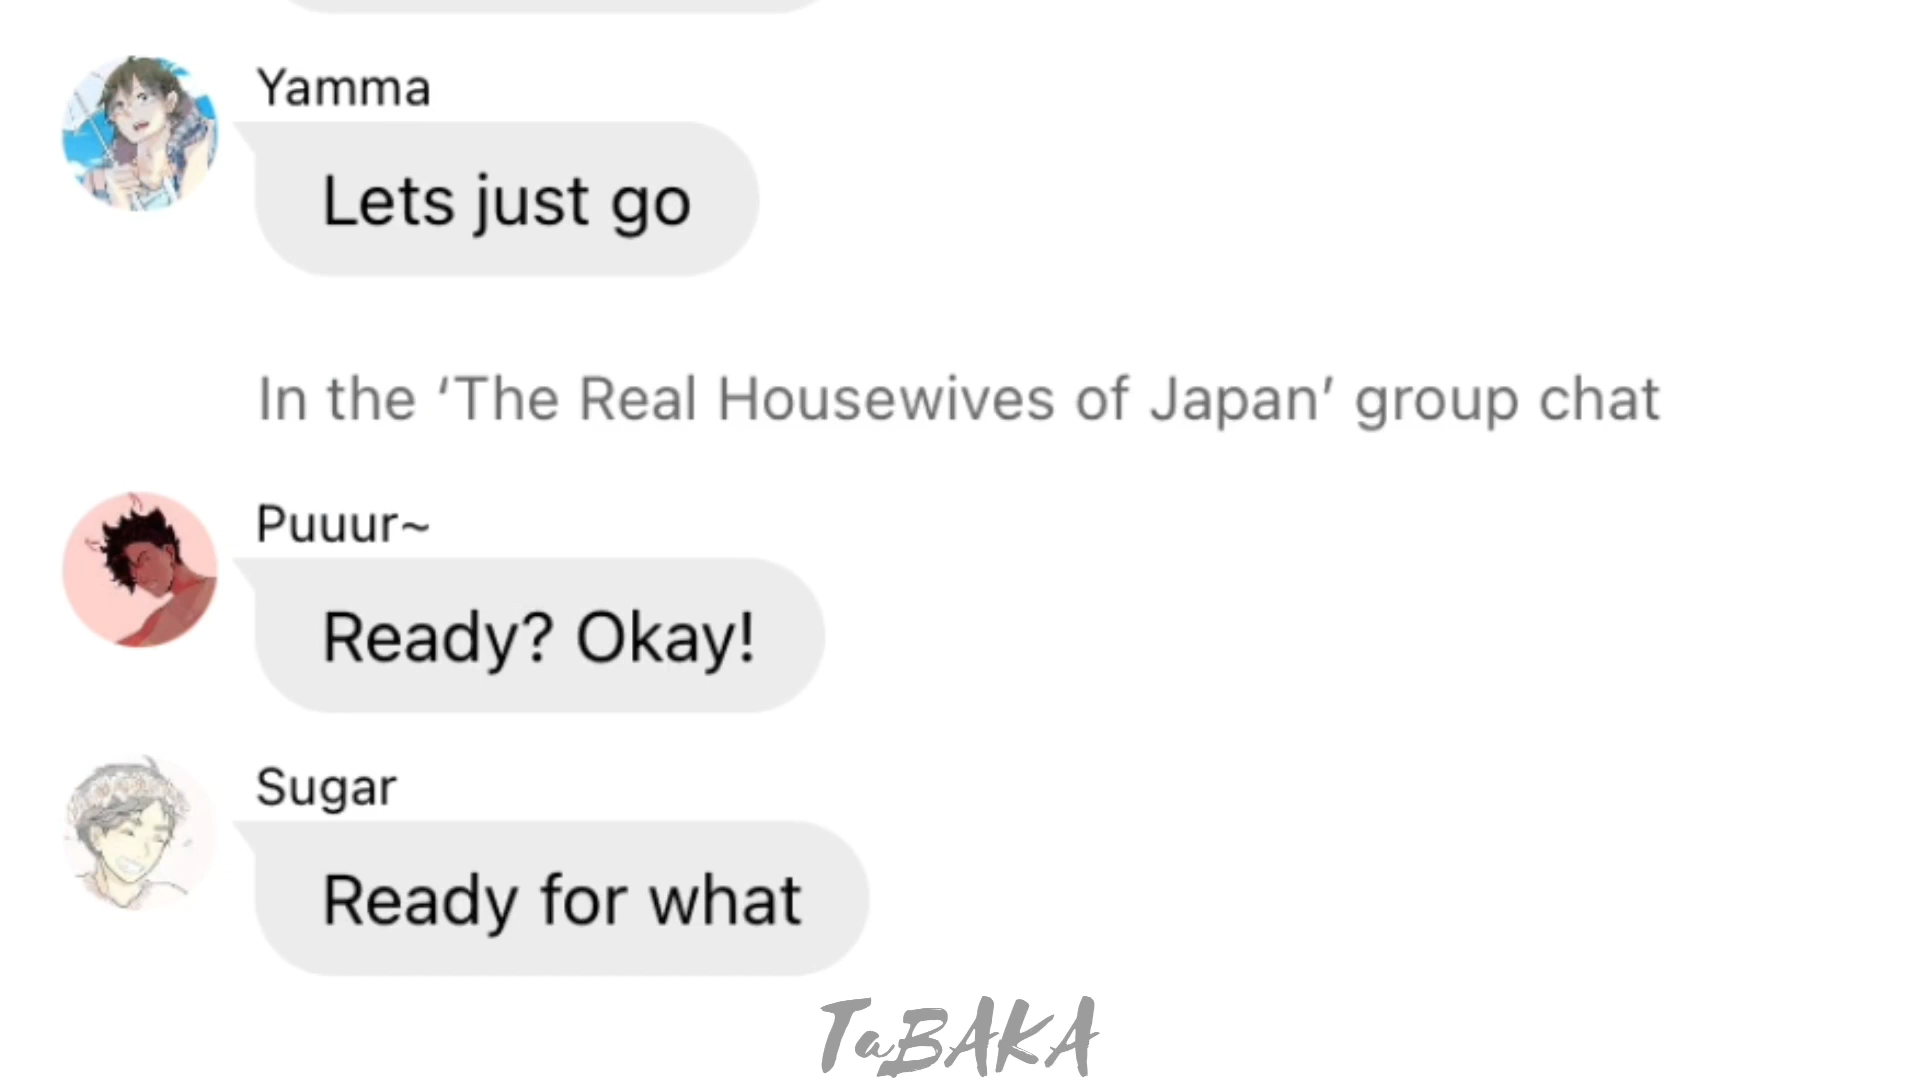 Yamma
Lets just go
In the ‘The Real Housewives of Japan’ group chat
Puuur~
Ready? Okay!
Sugar
Ready for what
TaBAKA